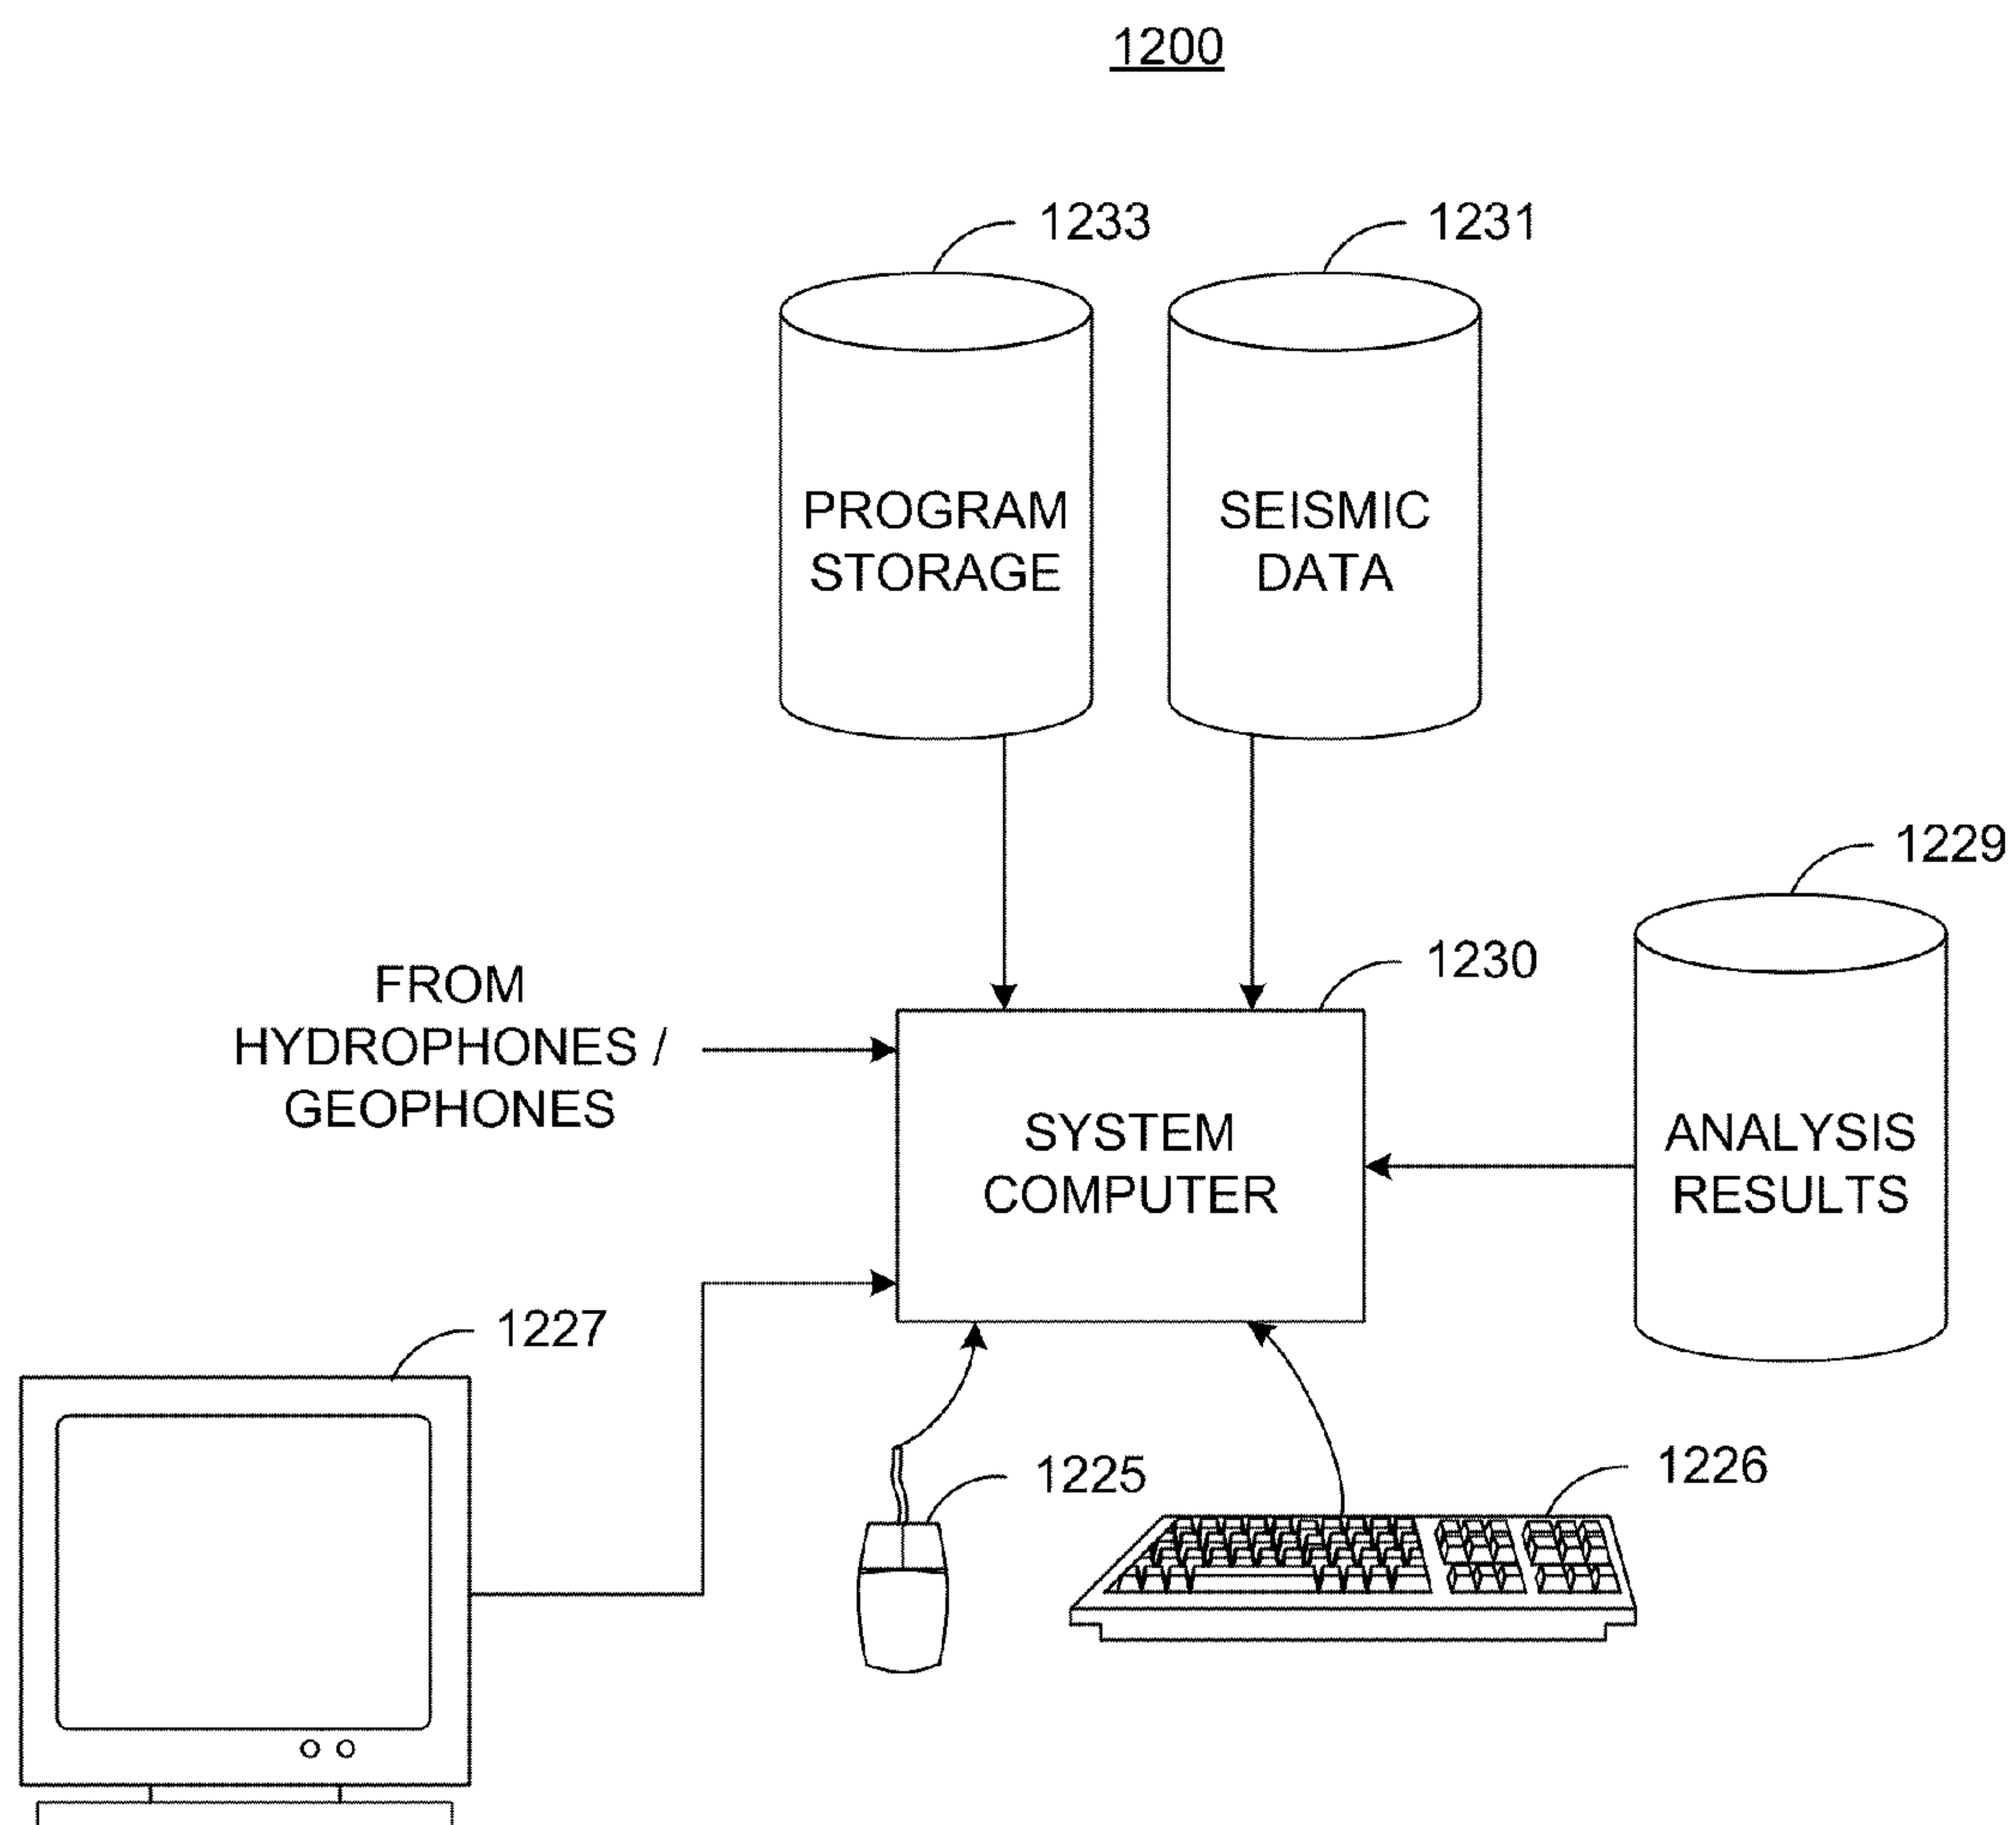 1200
1233
1231
PROGRAM
STORAGE
SEISMIC
DATA
1229
1230
FROM
HYDROPHONES /
GEOPHONES
SYSTEM
COMPUTER
ANALYSIS
RESULTS
1227
1225
1226